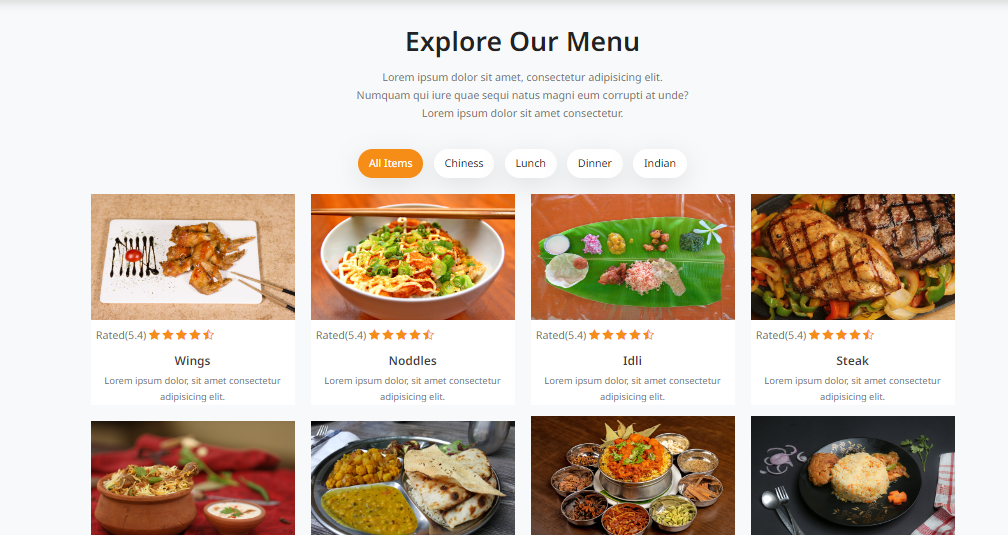 Explore Our Menu
Lorem ipsum dolor sit amet, consectetur adipisicing elit.
Numquam qui iure quae sequi natus magni eum corrupti at unde?
Lorem ipsum dolor sit amet consectetur.
All Items Chiness Lunch Dinner Indian
Rated(5.4) Rated(5.4) Rated(5.4) Rated(5.4)
Wings Noddles Idli Steak
Lorem ipsum dolor, sit amet consectetur Lorem ipsum dolor, sit amet consectetur Lorem ipsum dolor, sit amet consectetur Lorem ipsum dolor, sit amet consectetur
adipisicing elit. adipisicing elit. adipisicing elit. adipisicing elit.